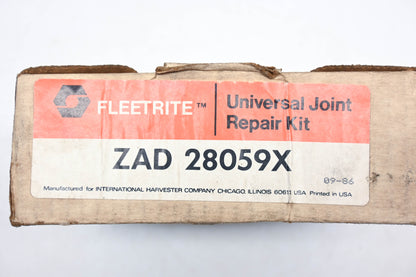 FLEETRITE™
Universal Joint
Repair Kit
ZAD 28059X
09-86
Manufactured for INTERNATIONAL HARVESTER COMPANY CHICAGO, ILLINOIS 60611 USA Printed in USA